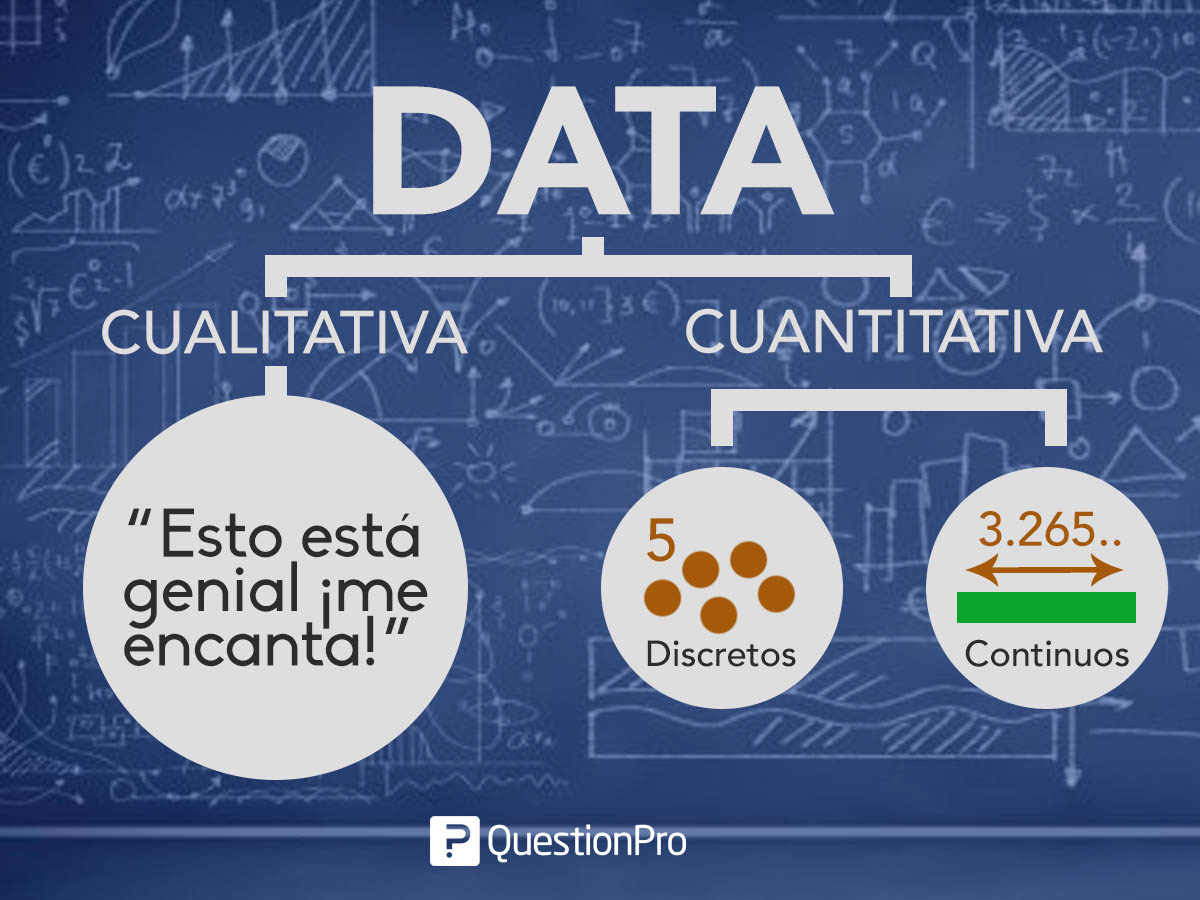 DATA
CUALITATIVA
CUANTITATIVA
“Esto está
genial ¡me
encanta!”
5
Discretos
3.265..
Continuos
QuestionPro